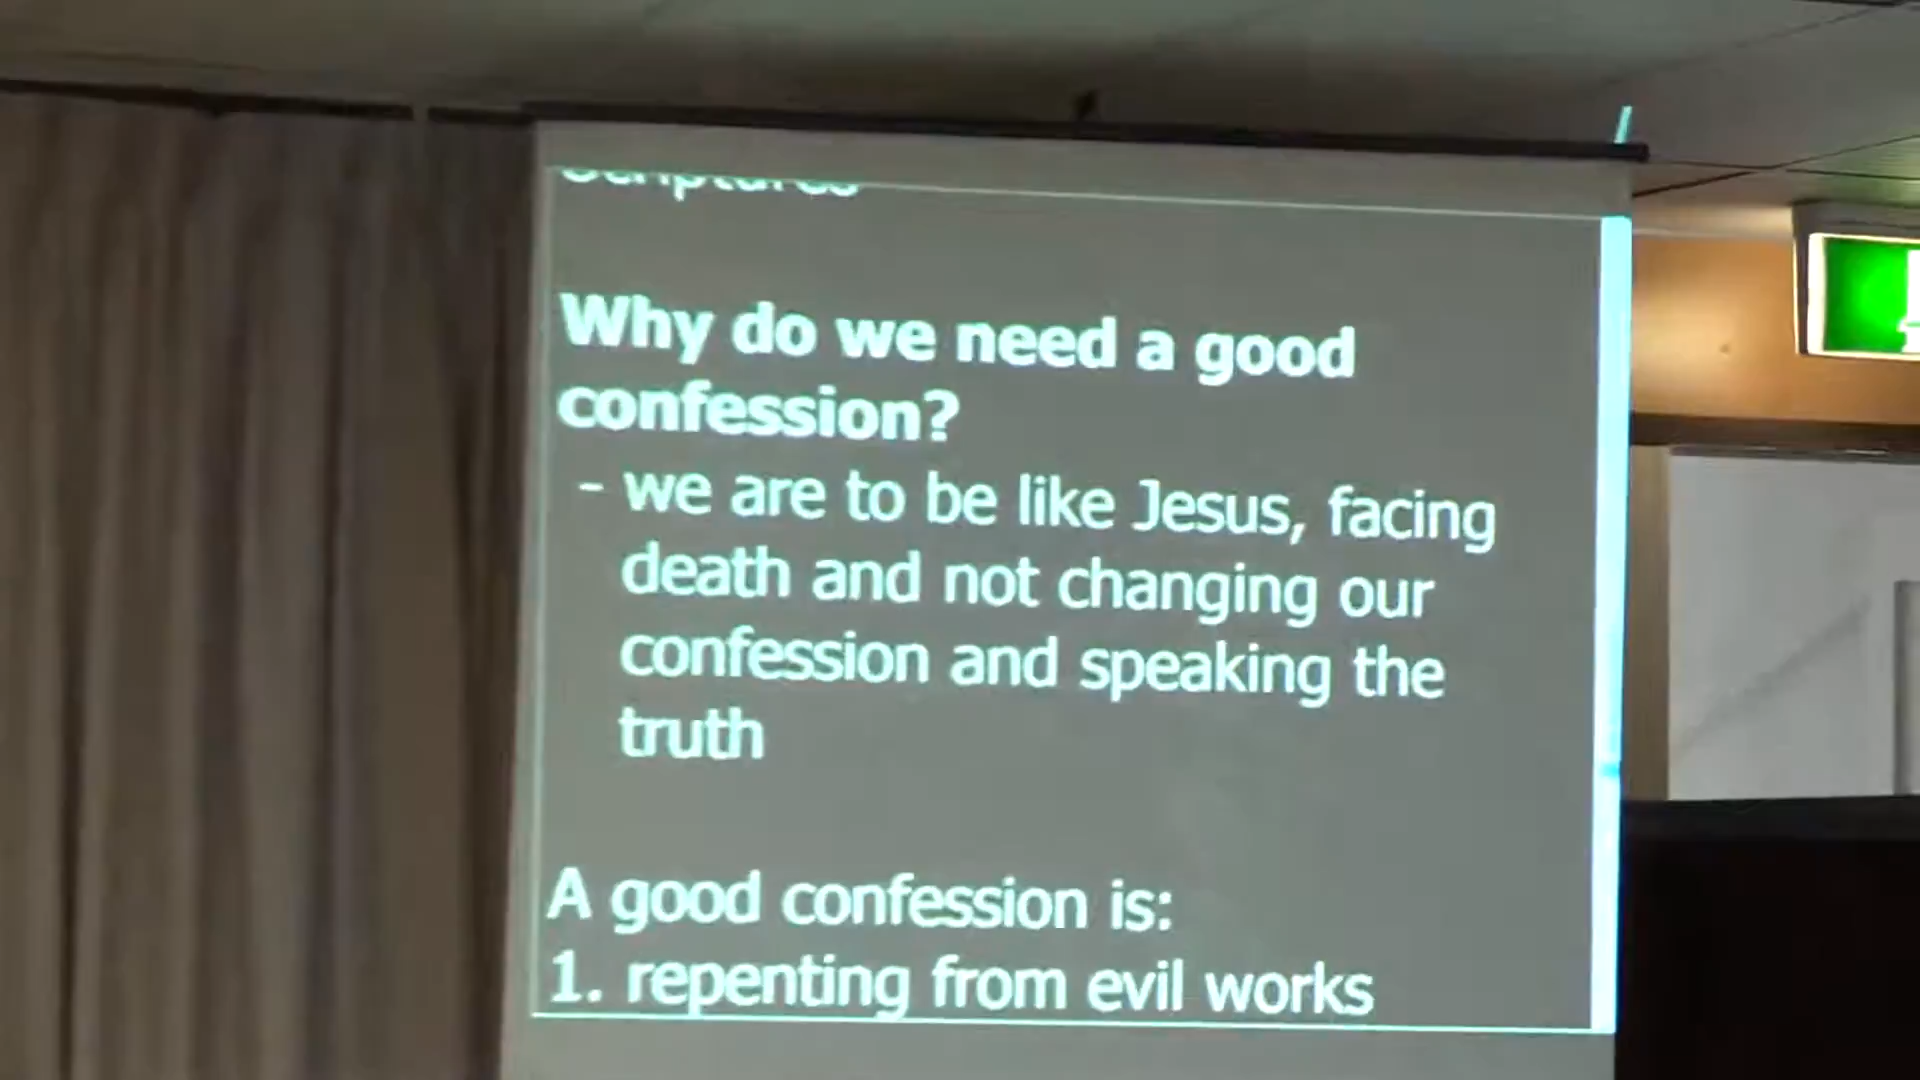 Scriptures
Why do we need a good
confession?
- we are to be like Jesus, facing
death and not changing our
confession and speaking the
truth
A good confession is:
1. repenting from evil works